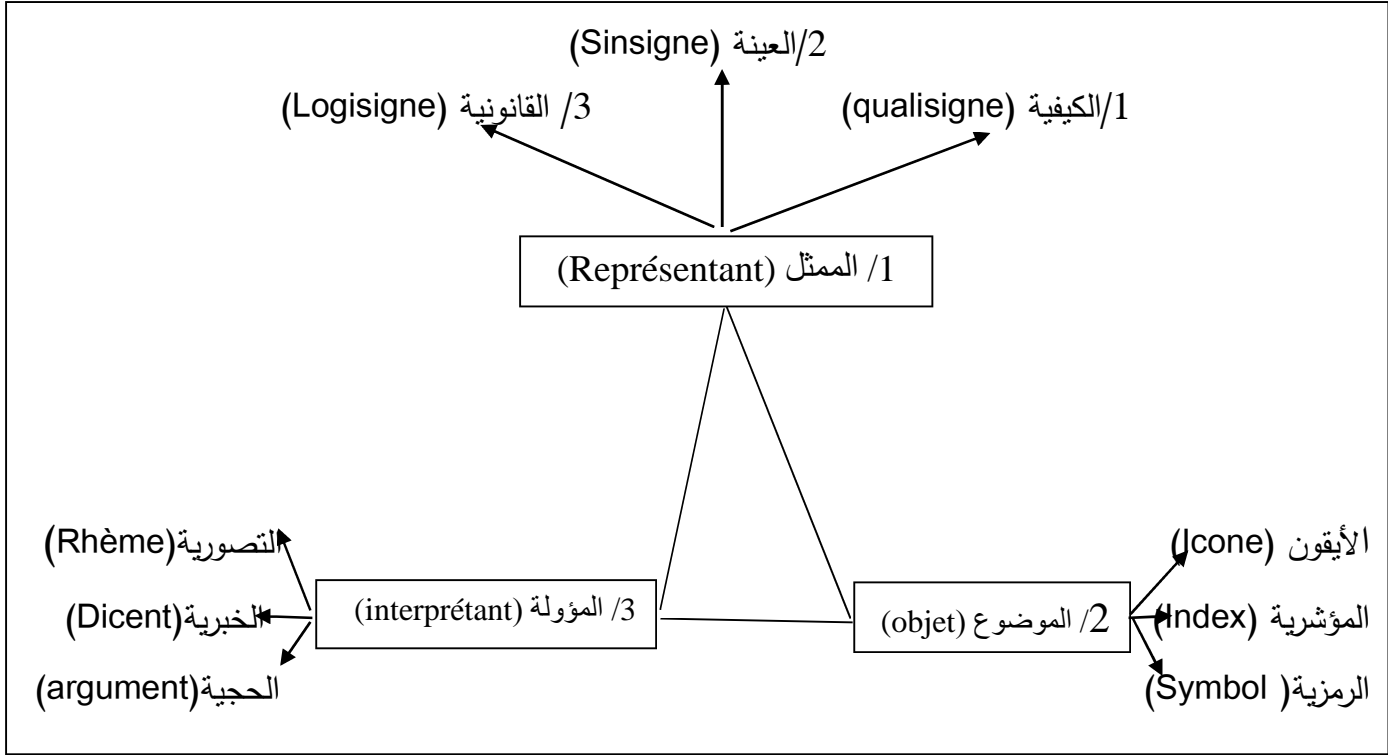 2/العينة (Sinsigne)
1/الكيفية (qualisigne)
3/ القانونية (Logisigne)
1/ الممثل (Représentant)
الأيقون (Icone)
المؤشرية (Index)
الرمزية( Symbol)
2/ الموضوع (objet)
3/ المؤولة (interprétant)
التصورية(Rhème)
الخبرية(Dicent)
الحجية(argument)